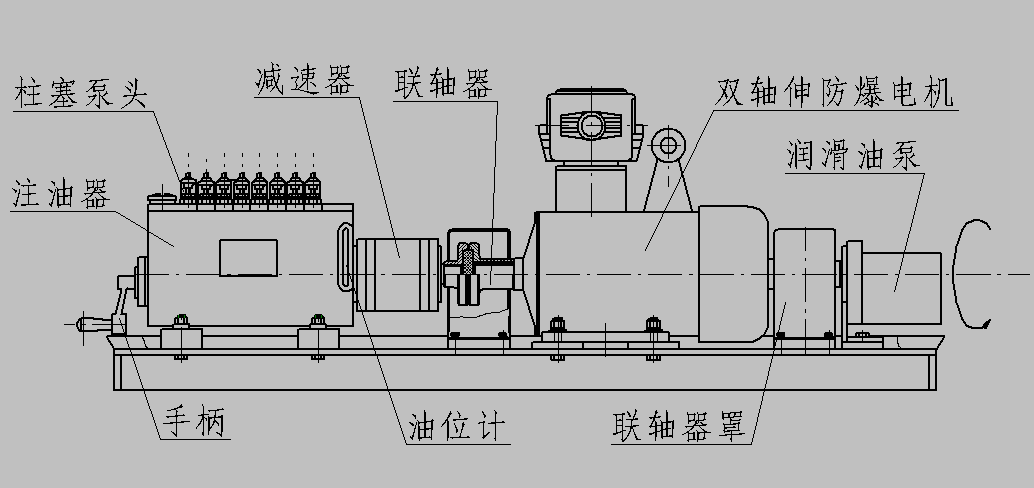 柱塞泵头
减速器
联轴器
双轴伸防爆电机
润滑油泵
注油器
手柄
油位计
联轴器罩